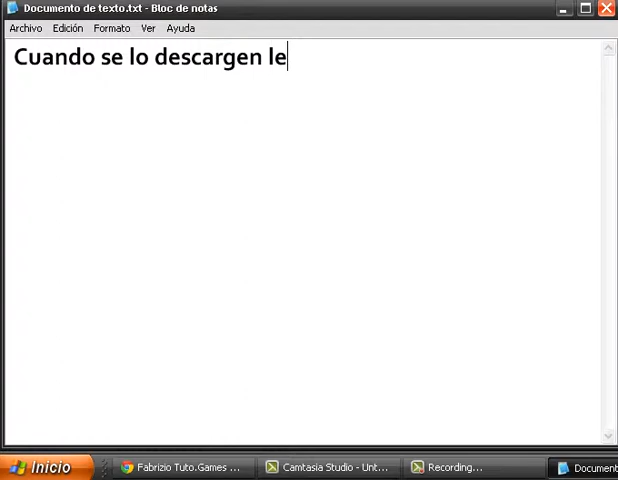 Documento de texto.txt - Bloc de notas
Archivo Edición Formato Ver Ayuda
Cuando se lo descargen le
Inicio Fabrizio Tuto.Games ... Camtasia Studio - Unt... Recording... Document